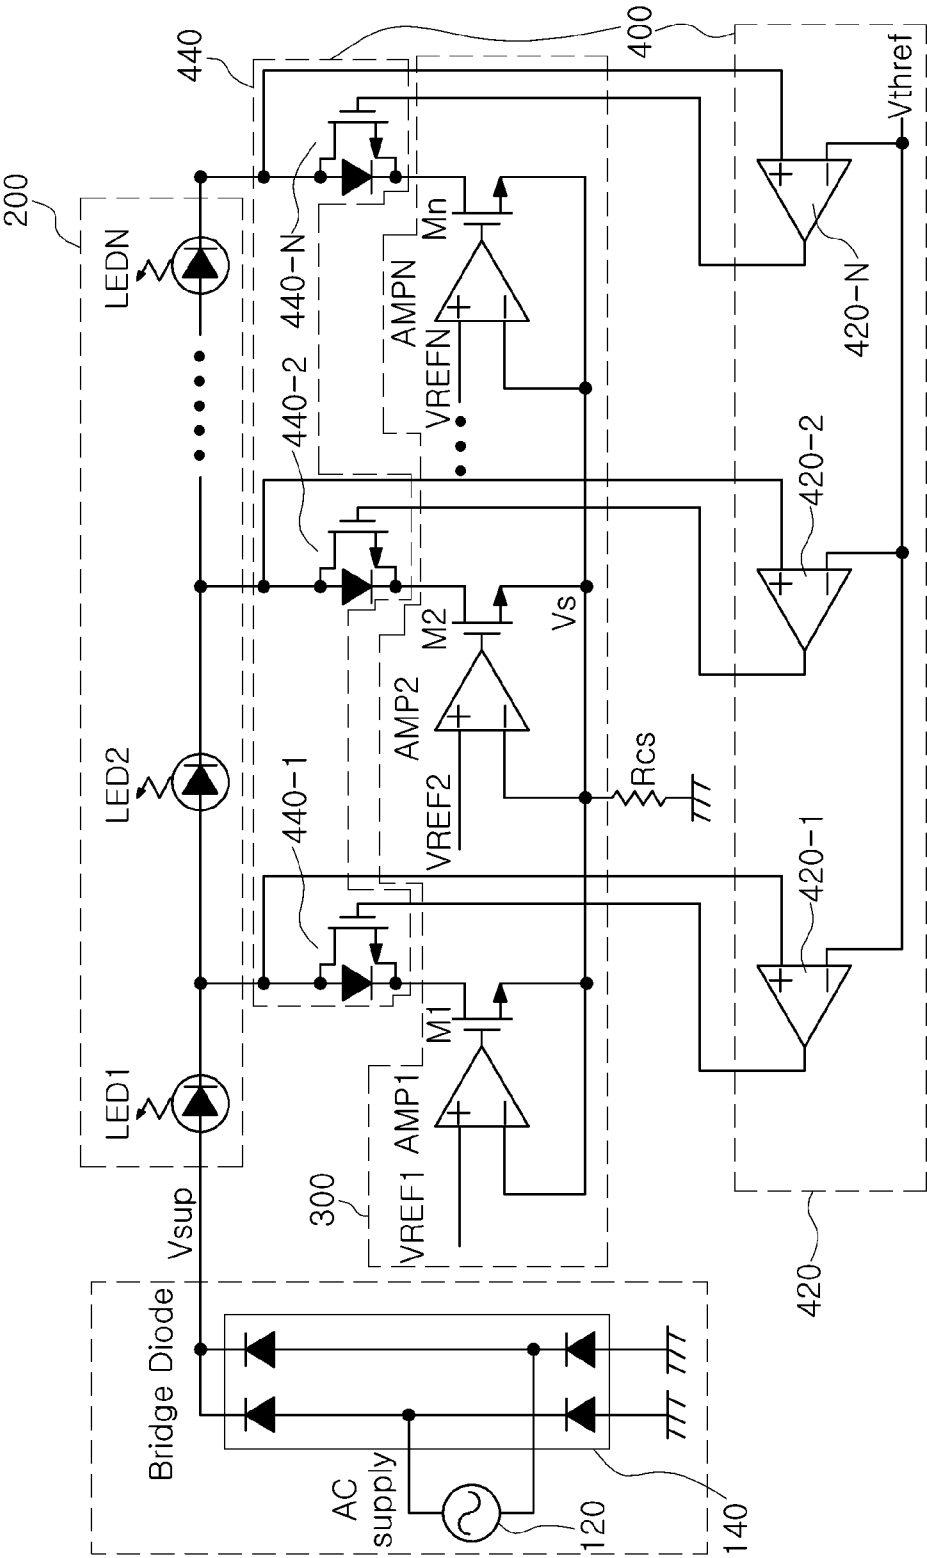 200
LEDN
LED2
LED1
Vsup
Bridge Diode
AC
supply
120
140
440
440-N
440-2
440-1
400
300
Mn
AMPN
VREFN
M2
AMP2
VREF2
M1
AMP1
VREF1
Vs
Rcs
Vthref
420-N
420-2
420-1
420